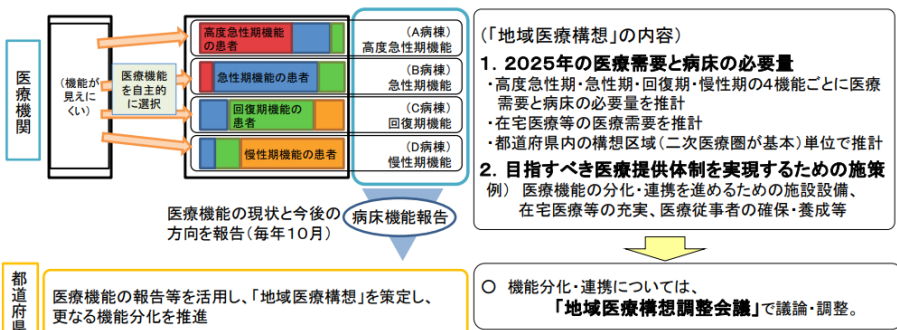 医療機関
(機能が
見えにくい)
医療機能
を自主的
に選択
高度急性期機能
の患者
(A病棟)
高度急性期機能
急性期機能の患者
(B病棟)
急性期機能
回復期機能の
患者
(C病棟)
回復期機能
慢性期機能の患者
(D病棟)
慢性期機能
医療機能の現状と今後の
方向を報告(毎年10月)
病床機能報告
都道府県
医療機能の報告等を活用し、「地域医療構想」を策定し、
更なる機能分化を推進
(「地域医療構想」の内容)
1. 2025年の医療需要と病床の必要量
・高度急性期・急性期・回復期・慢性期の4機能ごとに医療
需要と病床の必要量を推計
・在宅医療等の医療需要を推計
・都道府県内の構想区域(二次医療圏が基本)単位で推計
2. 目指すべき医療提供体制を実現するための施策
例) 医療機能の分化・連携を進めるための施設設備、
在宅医療等の充実、医療従事者の確保・養成等
○ 機能分化・連携については、
「地域医療構想調整会議」で議論・調整。